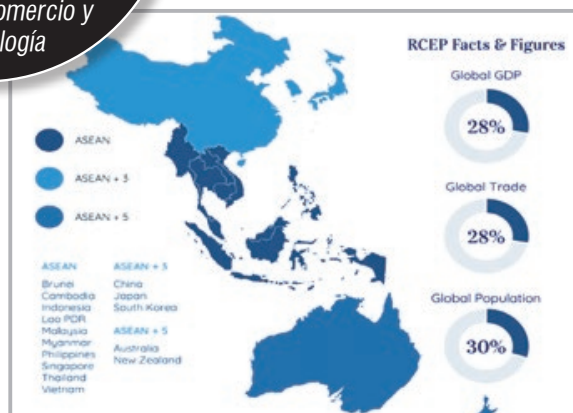 omercio y
logía
RCEP Facts & Figures
Global GDP
28%
Global Trade
28%
Global Population
30%
ASEAN
ASEAN + 3
ASEAN + 5
ASEAN
Brunei
Cambodia
Indonesia
Lao PDR
Malaysia
Myanmar
Philippines
Singapore
Thailand
Vietnam
ASEAN + 3
China
Japan
South Korea
ASEAN + 5
Australia
New Zealand